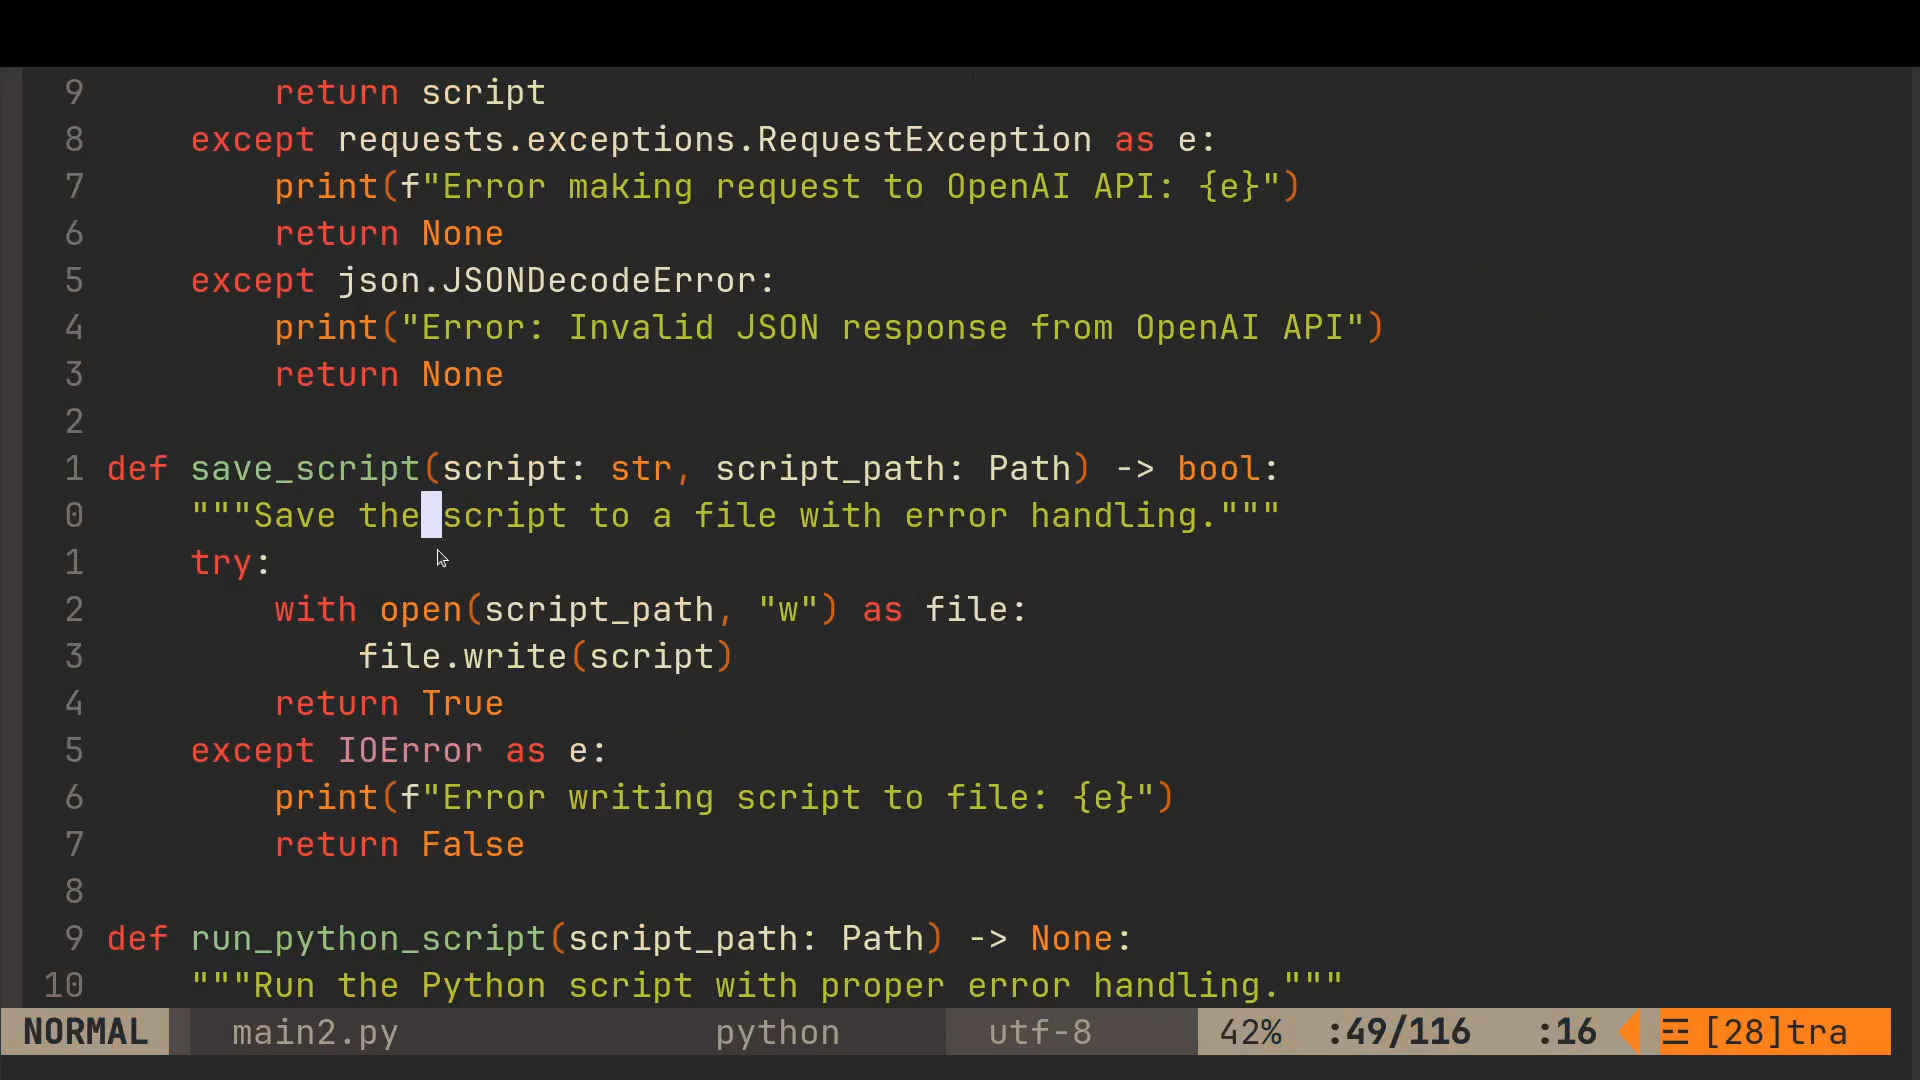 9         return script
8     except requests.exceptions.RequestException as e:
7         print(f"Error making request to OpenAI API: {e}")
6         return None
5     except json.JSONDecodeError:
4         print("Error: Invalid JSON response from OpenAI API")
3         return None
2
1 def save_script(script: str, script_path: Path) -> bool:
0     """Save the script to a file with error handling."""
1     try:
2         with open(script_path, "w") as file:
3             file.write(script)
4         return True
5     except IOError as e:
6         print(f"Error writing script to file: {e}")
7         return False
8
9 def run_python_script(script_path: Path) -> None:
10     """Run the Python script with proper error handling."""
NORMAL main2.py python utf-8 42% :49/116 :16 ☲ [28]tra